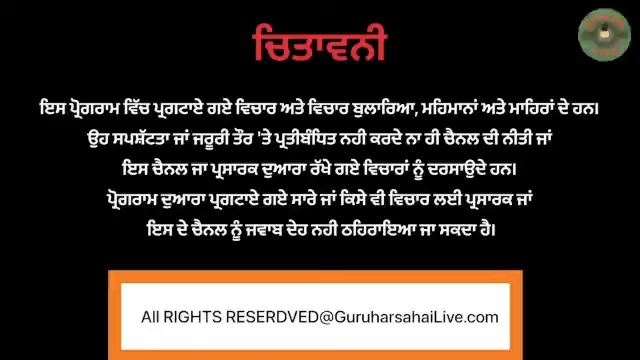 ਚਿਤਾਵਨੀ
ਇਸ ਪ੍ਰੋਗਰਾਮ ਵਿੱਚ ਪ੍ਰਗਟਾਏ ਗਏ ਵਿਚਾਰ ਅਤੇ ਵਿਚਾਰ ਬੁਲਾਰਿਆ, ਮਹਿਮਾਨਾਂ ਅਤੇ ਮਾਹਿਰਾਂ ਦੇ ਹਨ।
ਉਹ ਸਪਸ਼ੱਟਤਾ ਜਾਂ ਜਰੂਰੀ ਤੌਰ 'ਤੇ ਪ੍ਰਤੀਬੰਧਿਤ ਨਹੀ ਕਰਦੇ ਨਾ ਹੀ ਚੈਨਲ ਦੀ ਨੀਤੀ ਜਾਂ
ਇਸ ਚੈਨਲ ਜਾ ਪ੍ਰਸਾਰਕ ਦੁਆਰਾ ਰੱਖੇ ਗਏ ਵਿਚਾਰਾਂ ਨੂੰ ਦਰਸਾਉਦੇ ਹਨ।
ਪ੍ਰੋਗਰਾਮ ਦੁਆਰਾ ਪ੍ਰਗਟਾਏ ਗਏ ਸਾਰੇ ਜਾਂ ਕਿਸੇ ਵੀ ਵਿਚਾਰ ਲਈ ਪ੍ਰਸਾਰਕ ਜਾਂ
ਇਸ ਦੇ ਚੈਨਲ ਨੂੰ ਜਵਾਬ ਦੇਹ ਨਹੀ ਠਹਿਰਾਇਆ ਜਾ ਸਕਦਾ ਹੈ।
All RIGHTS RESERDVED@GuruharsahaiLive.com